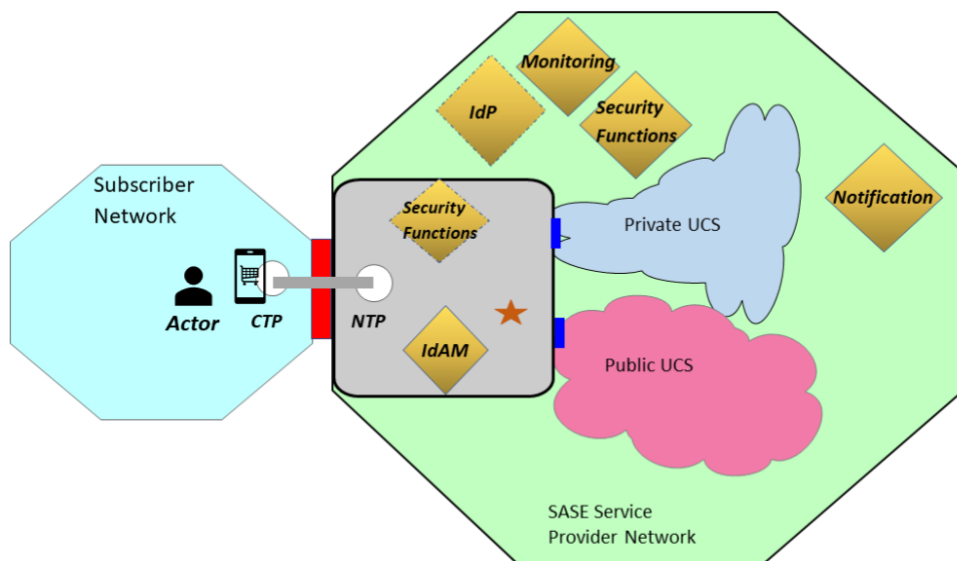 Monitoring
IdP
Security
Functions
Subscriber
Network
Security
Functions
Notification
Private UCS
Actor
CTP
NTP
IdAM
Public UCS
SASE Service
Provider Network